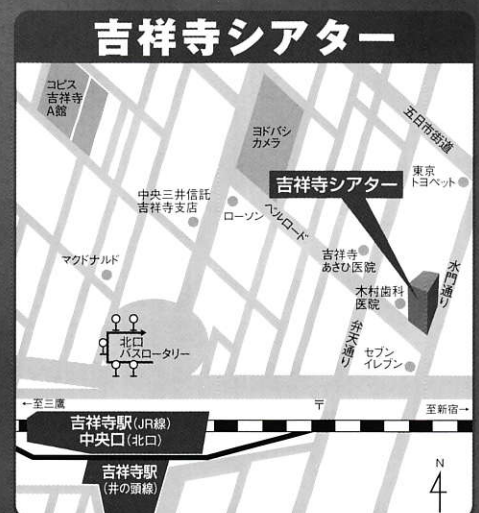 吉祥寺シアター
コピス
吉祥寺
A館
ヨドバシ
カメラ
五日市街道
東京
トヨペット
吉祥寺シアター
中央三井信託
吉祥寺支店
ローソン
ベルロード
吉祥寺
あさひ医院
水門通り
マクドナルド
木村歯科
医院
弁天通り
北口
バスロータリー
セブン
イレブン
←至三鷹
〒
至新宿→
吉祥寺駅(JR線)
中央口(北口)
吉祥寺駅
(井の頭線)
N